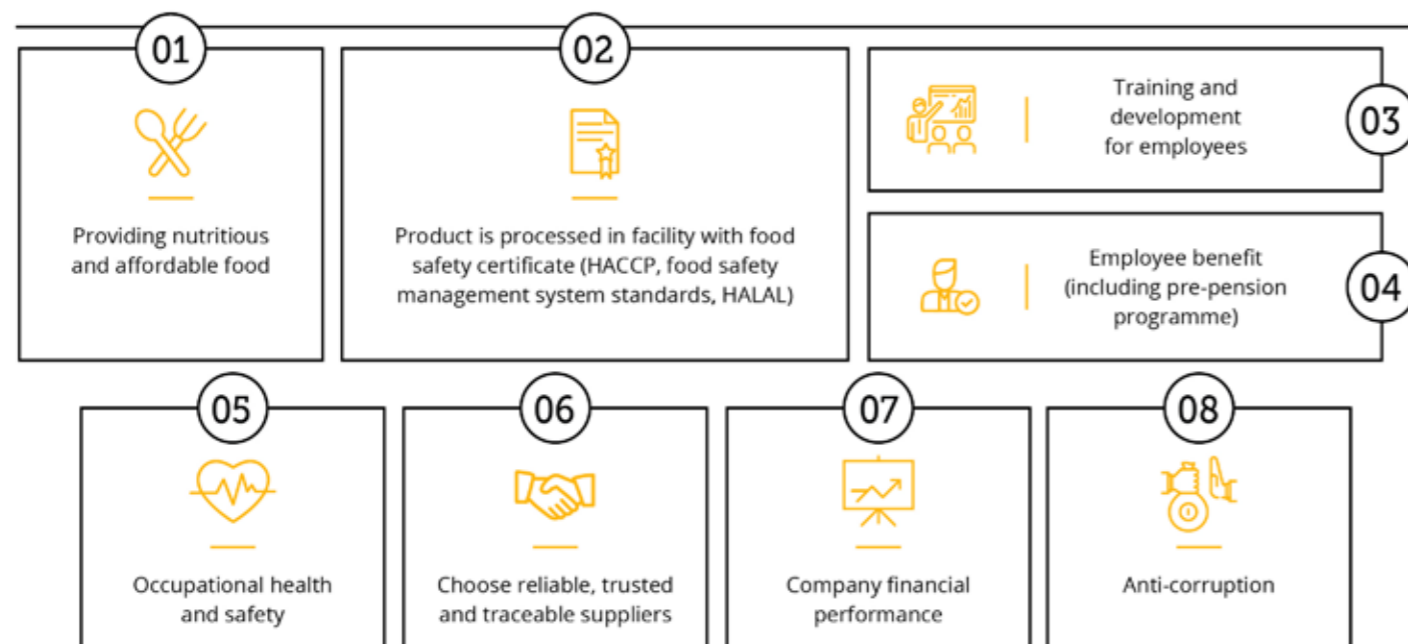 01
Providing nutritious
and affordable food
02
Product is processed in facility with food
safety certificate (HACCP, food safety
management system standards, HALAL)
03
Training and
development
for employees
04
Employee benefit
(including pre-pension
programme)
05
Occupational health
and safety
06
Choose reliable, trusted
and traceable suppliers
07
Company financial
performance
08
Anti-corruption